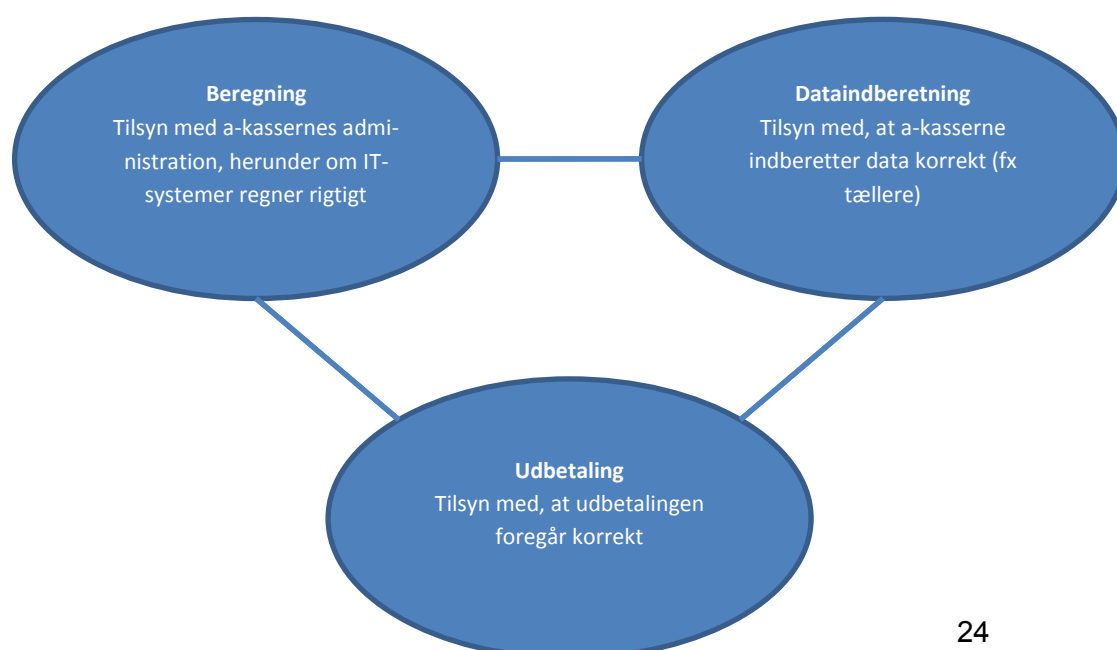 Beregning
Tilsyn med a-kassernes admi-
nistration, herunder om IT-
systemer regner rigtigt
Dataindberetning
Tilsyn med, at a-kasserne
indberetter data korrekt (fx
tællere)
Udbetaling
Tilsyn med, at udbetalingen
foregår korrekt
24